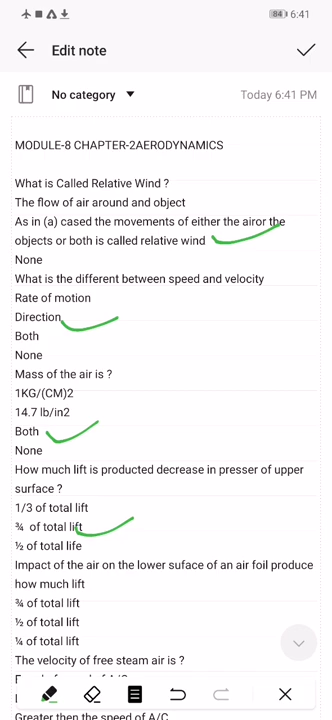 84
6:41
Edit note
No category
Today 6:41 PM
MODULE-8 CHAPTER-2AERODYNAMICS
What is Called Relative Wind ?
The flow of air around and object
As in (a) cased the movements of either the airor the
objects or both is called relative wind
None
What is the different between speed and velocity
Rate of motion
Direction
Both
None
Mass of the air is ?
1KG/(CM)2
14.7 lb/in2
Both
None
How much lift is producted decrease in presser of upper
surface ?
1/3 of total lift
¾ of total lift
½ of total life
Impact of the air on the lower suface of an air foil produce
how much lift
¾ of total lift
½ of total lift
¼ of total lift
The velocity of free steam air is ?
Greater then the speed of A/C